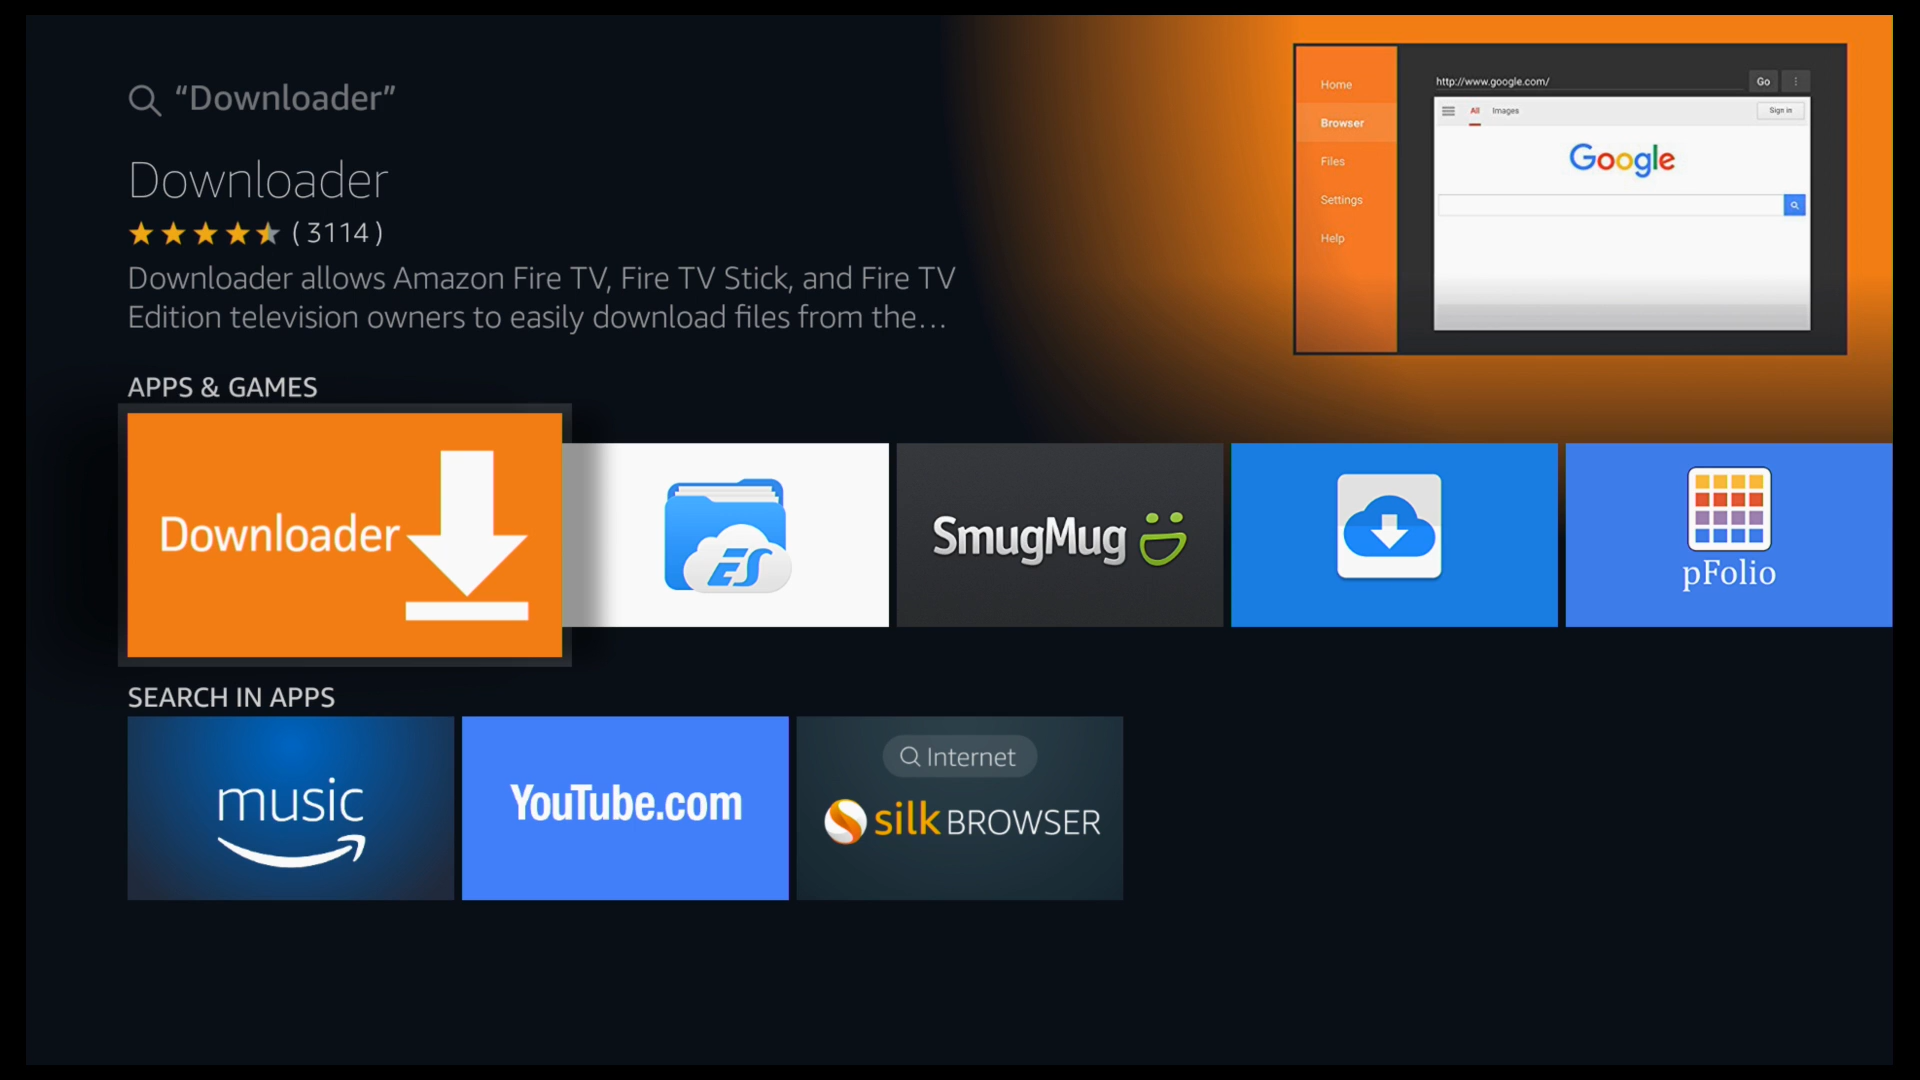 “Downloader”
Downloader
(3114)
Downloader allows Amazon Fire TV, Fire TV Stick, and Fire TV
Edition television owners to easily download files from the…
Home
Browser
Files
Settings
Help
http://www.google.com/
Go
All
Images
Sign in
Google
APPS & GAMES
Downloader
ES
SmugMug
pFolio
SEARCH IN APPS
music
YouTube.com
Internet
silk BROWSER